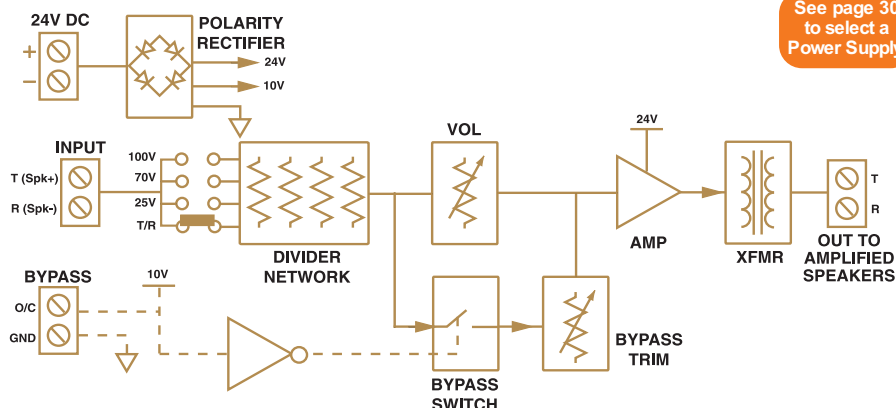 24V DC
+
−
POLARITY
RECTIFIER
24V
10V
See page 30
to select a
Power Supply
INPUT
T (Spk+)
R (Spk-)
100V
70V
25V
T/R
DIVIDER
NETWORK
VOL
24V
AMP
XFMR
T
R
OUT TO
AMPLIFIED
SPEAKERS
BYPASS
O/C
GND
10V
BYPASS
SWITCH
BYPASS
TRIM